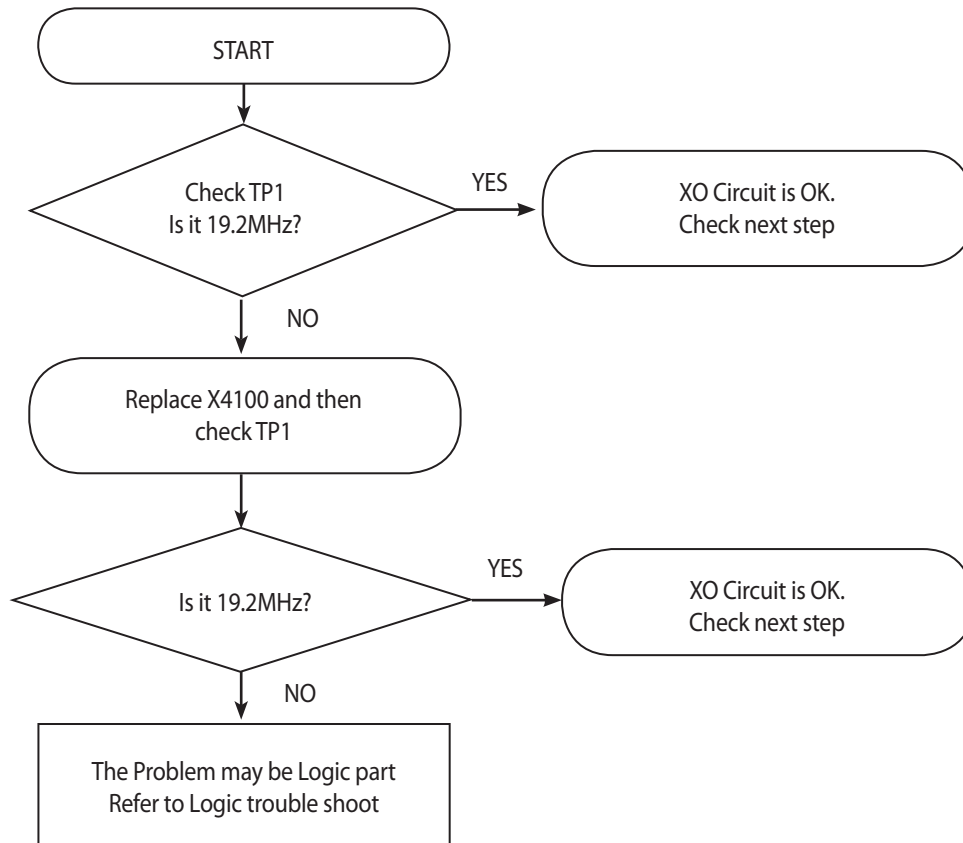 START
Check TP1
Is it 19.2MHz?
YES
XO Circuit is OK.
Check next step
NO
Replace X4100 and then
check TP1
Is it 19.2MHz?
YES
XO Circuit is OK.
Check next step
NO
The Problem may be Logic part
Refer to Logic trouble shoot